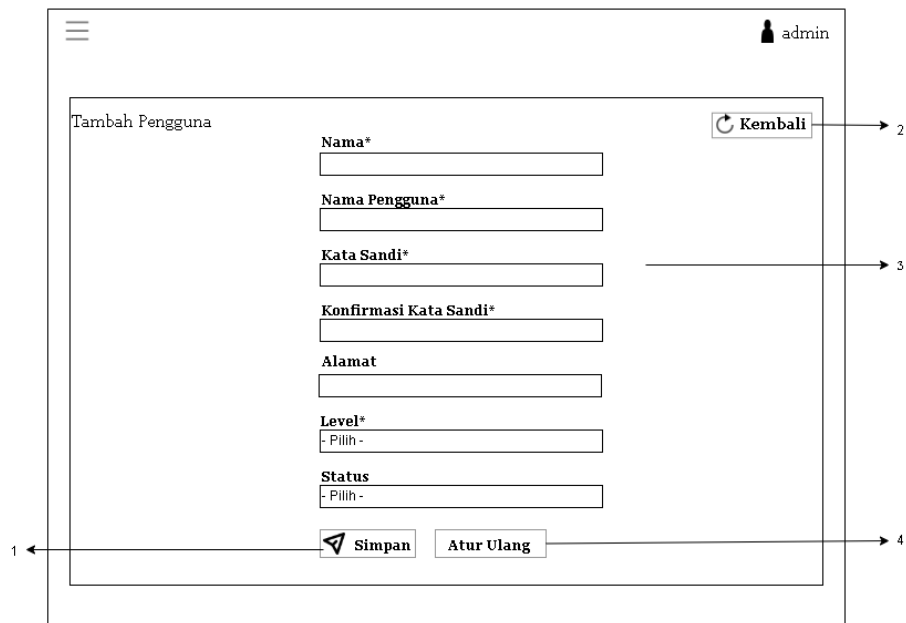 admin
Tambah Pengguna
Kembali
2
Nama*
Nama Pengguna*
Kata Sandi*
3
Konfirmasi Kata Sandi*
Alamat
Level*
- Pilih -
Status
- Pilih -
1
Simpan
Atur Ulang
4